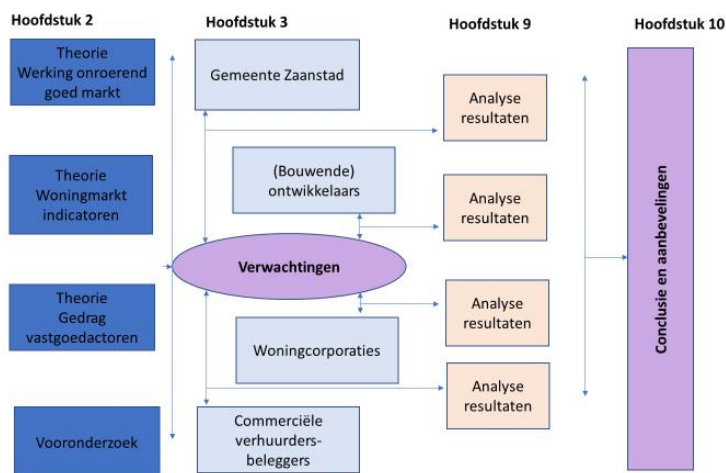 Hoofdstuk 2
Theorie
Werking onroerend
goed markt
Theorie
Woningmarkt
indicatoren
Theorie
Gedrag
vastgoedactoren
Vooronderzoek
Hoofdstuk 3
Gemeente Zaanstad
(Bouwende)
ontwikkelaars
Verwachtingen
Woningcorporaties
Commerciële
verhuurders-
beleggers
Hoofdstuk 9
Analyse
resultaten
Analyse
resultaten
Analyse
resultaten
Analyse
resultaten
Hoofdstuk 10
Conclusie en aanbevelingen